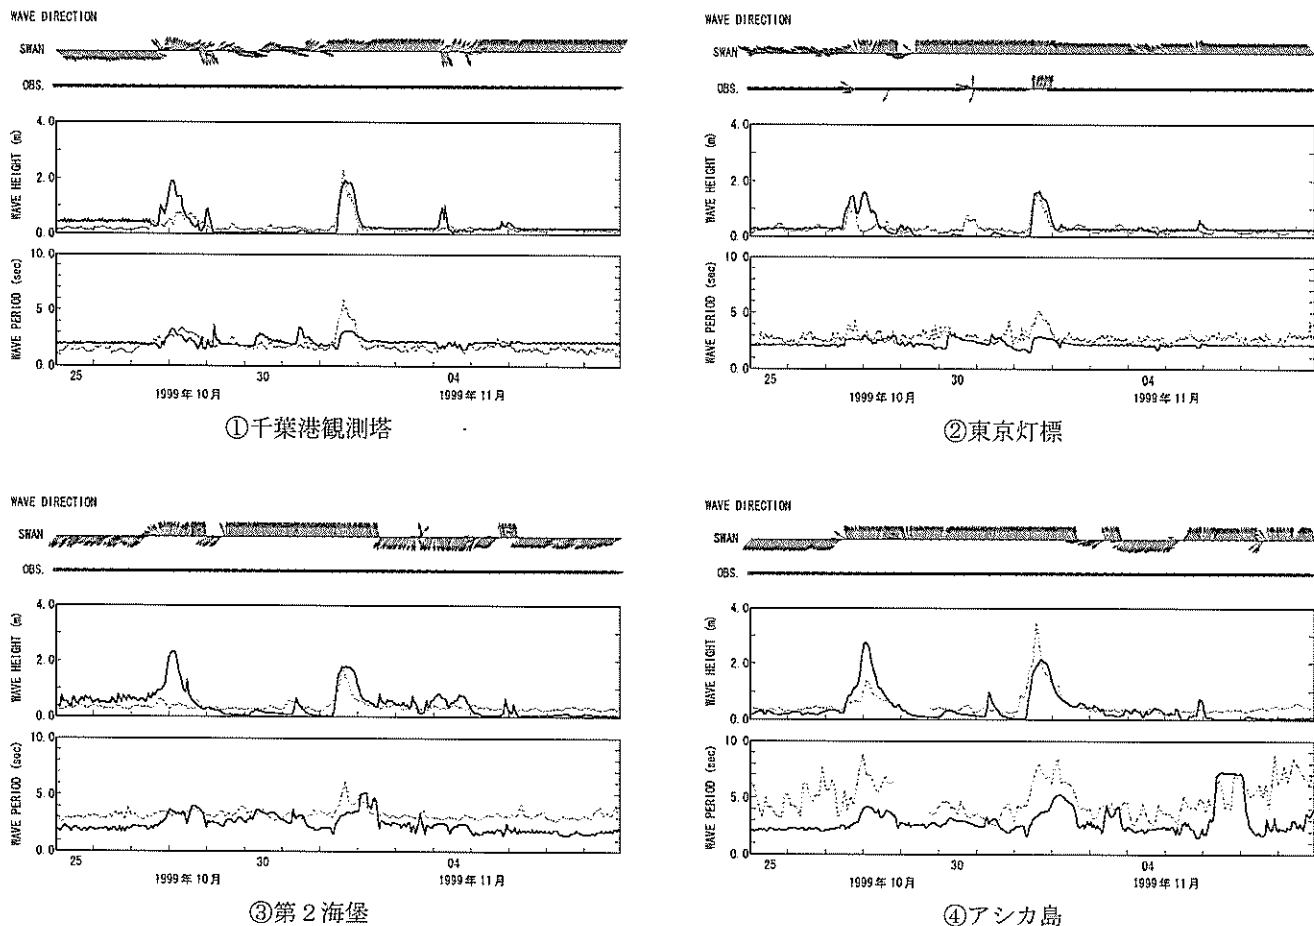 WAVE DIRECTION
SWAN
OBS.
WAVE HEIGHT (m)
4.0
2.0
0.0
WAVE PERIOD (sec)
10.0
5.0
0.0
25
30
04
1999年10月
1999年11月
①千葉港観測塔
WAVE DIRECTION
SWAN
OBS.
WAVE HEIGHT (m)
4.0
2.0
0.0
WAVE PERIOD (sec)
10.0
5.0
0.0
25
30
04
1999年10月
1999年11月
②東京灯標
WAVE DIRECTION
SWAN
OBS.
WAVE HEIGHT (m)
4.0
2.0
0.0
WAVE PERIOD (sec)
10.0
5.0
0.0
25
30
04
1999年10月
1999年11月
③第2海堡
WAVE DIRECTION
SWAN
OBS.
WAVE HEIGHT (m)
4.0
2.0
0.0
WAVE PERIOD (sec)
10.0
5.0
0.0
25
30
04
1999年10月
1999年11月
④アシカ島